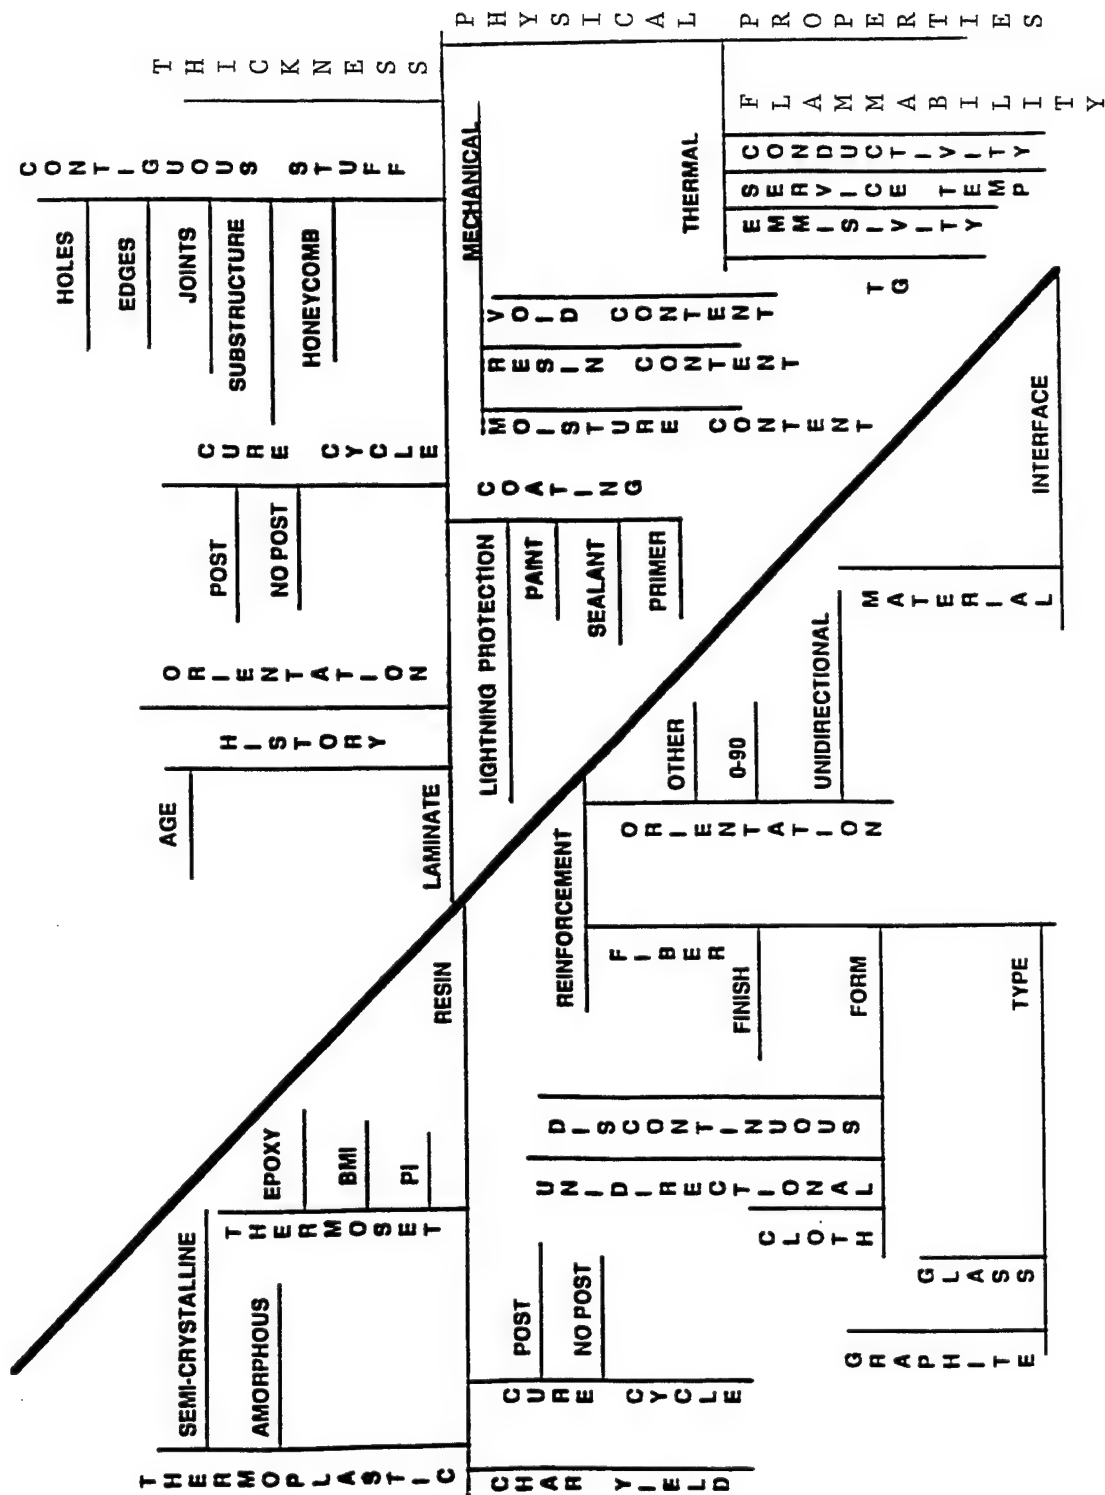 THICKNESS
PHYSICAL PROPERTIES
CONTIGUOUS STUFF
HOLES
EDGES
JOINTS
SUBSTRUCTURE
HONEYCOMB
MECHANICAL
VOID CONTENT
RESIN CONTENT
MOISTURE CONTENT
THERMAL
FLAMMABILITY
CONDUCTIVITY
SERVICE TEMP
EMMISIVITY
TG
CURE CYCLE
POST
NO POST
COATING
LIGHTNING PROTECTION
PAINT
SEALANT
PRIMER
ORIENTATION
HISTORY
AGE
LAMINATE
RESIN
EPOXY
BMI
PI
THERMOSET
SEMI-CRYSTALLINE
AMORPHOUS
THERMOPLASTIC
POST
NO POST
CURE CYCLE
CHAR YIELD
REINFORCEMENT
ORIENTATION
OTHER
0-90
UNIDIRECTIONAL
FIBER
FINISH
FORM
DISCONTINUOUS
UNIDIRECTIONAL
CLOTH
TYPE
GLASS
GRAPHITE
INTERFACE
MATERIAL